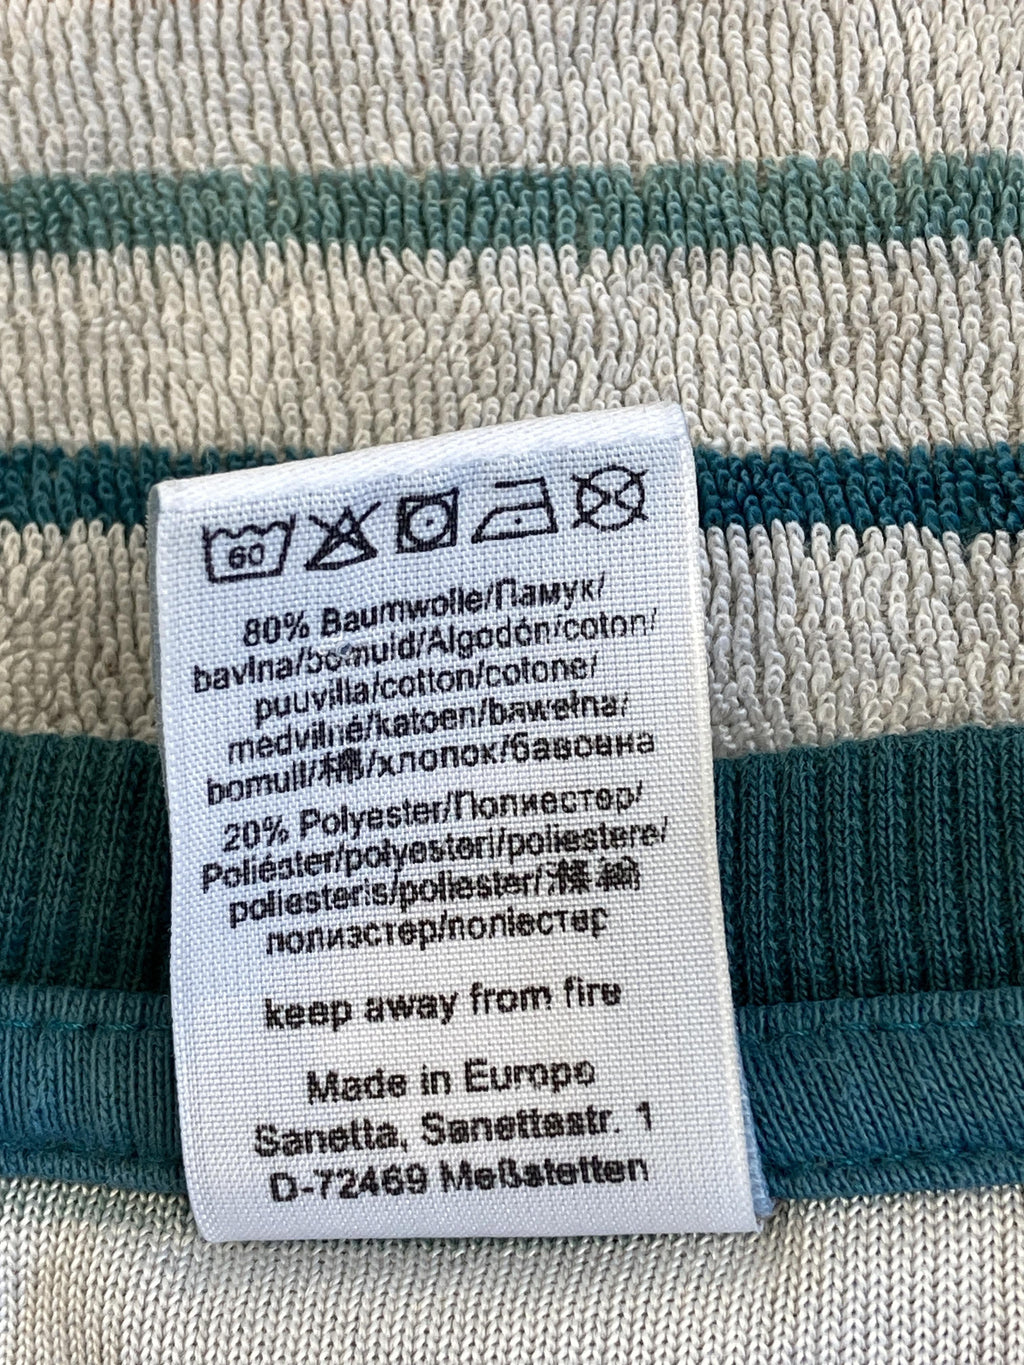 60
80% Baumwolle/Памук/
bavlna/bomuld/Algodón/coton/
puuvilla/cotton/cotone/
medvilnė/katoen/bawełna/
bomull/棉/хлопок/бавовна
20% Polyester/Полиестер/
Poliéster/polyesteri/poliestere/
poliesteris/poliester/滌綸
полиэстер/поліестер
keep away from fire
Made in Europe
Sanetta, Sanettastr. 1
D-72469 Meßstetten